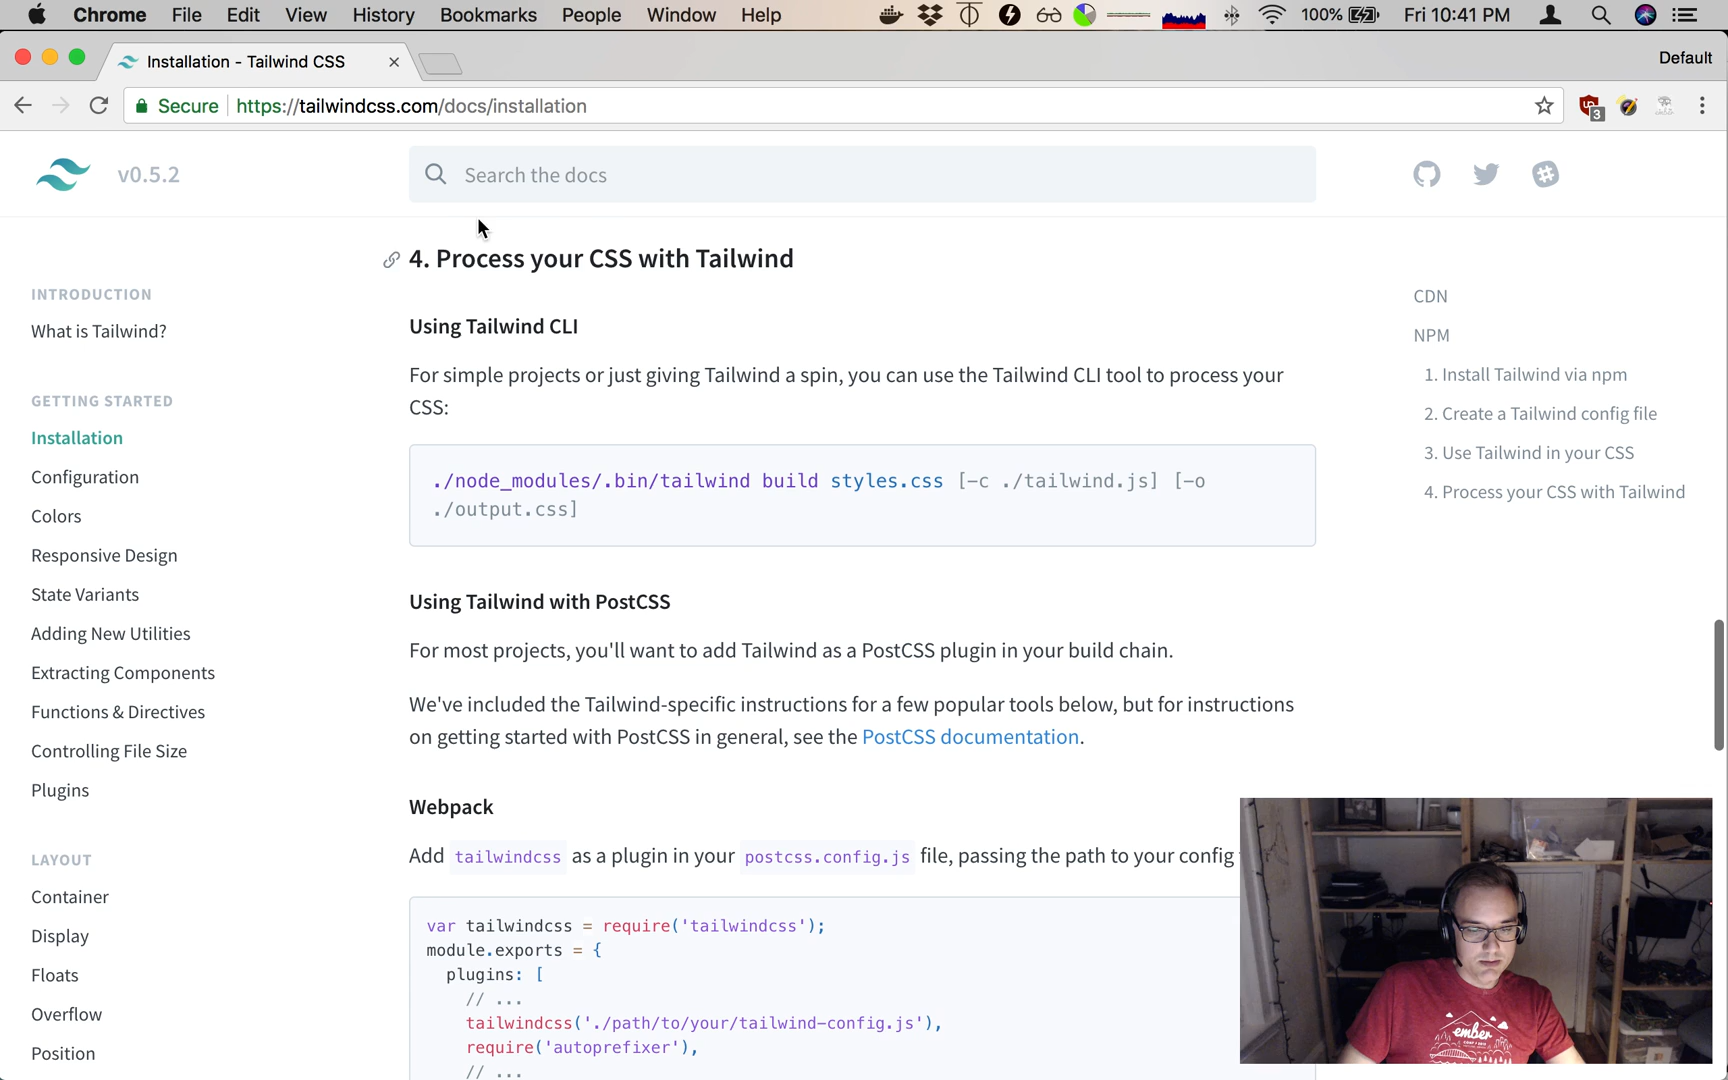 Chrome File Edit View History Bookmarks People Window Help 100% Fri 10:41 PM
Installation - Tailwind CSS Default
Secure https://tailwindcss.com/docs/installation 3
v0.5.2 Search the docs
INTRODUCTION
What is Tailwind?
GETTING STARTED
Installation
Configuration
Colors
Responsive Design
State Variants
Adding New Utilities
Extracting Components
Functions & Directives
Controlling File Size
Plugins
LAYOUT
Container
Display
Floats
Overflow
Position
4. Process your CSS with Tailwind
Using Tailwind CLI
For simple projects or just giving Tailwind a spin, you can use the Tailwind CLI tool to process your
CSS:
./node_modules/.bin/tailwind build styles.css [-c ./tailwind.js] [-o
./output.css]
Using Tailwind with PostCSS
For most projects, you'll want to add Tailwind as a PostCSS plugin in your build chain.
We've included the Tailwind-specific instructions for a few popular tools below, but for instructions
on getting started with PostCSS in general, see the PostCSS documentation.
Webpack
Add tailwindcss as a plugin in your postcss.config.js file, passing the path to your config
var tailwindcss = require('tailwindcss');
module.exports = {
plugins: [
// ...
tailwindcss('./path/to/your/tailwind-config.js'),
require('autoprefixer'),
// ...
CDN
NPM
1. Install Tailwind via npm
2. Create a Tailwind config file
3. Use Tailwind in your CSS
4. Process your CSS with Tailwind
ember